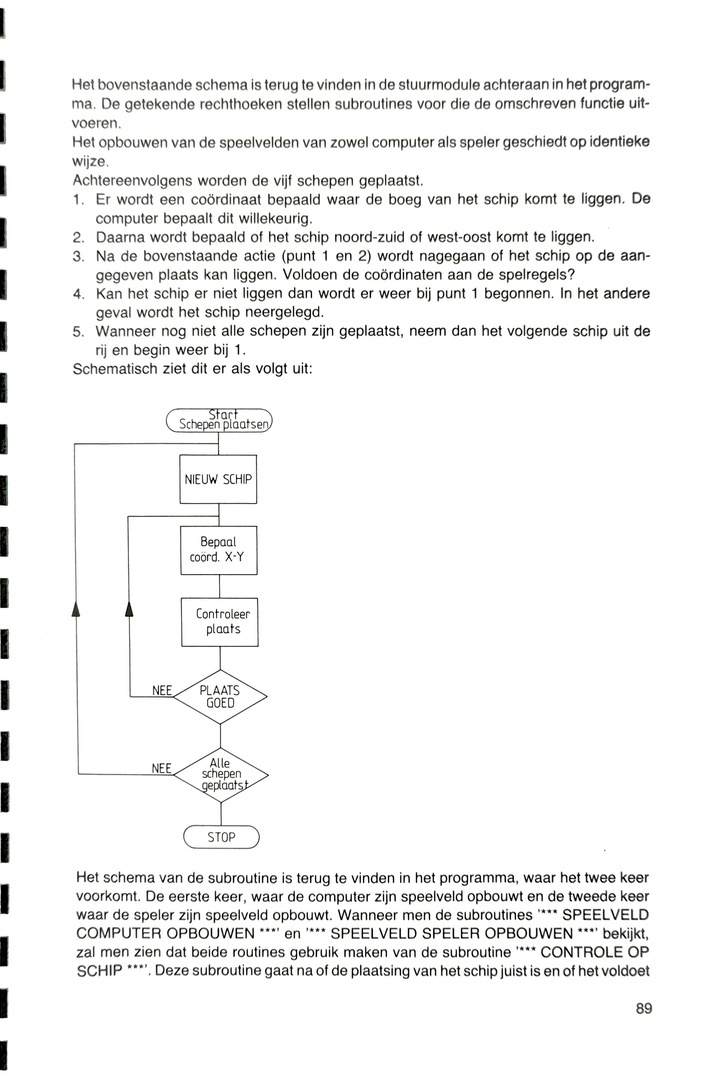 Het bovenstaande schema is terug te vinden in de stuurmodule achteraan in het program-
ma. De getekende rechthoeken stellen subroutines voor die de omschreven functie uit-
voeren.
Het opbouwen van de speelvelden van zowel computer als speler geschiedt op identieke
wijze.
Achtereenvolgens worden de vijf schepen geplaatst.
1. Er wordt een coördinaat bepaald waar de boeg van het schip komt te liggen. De
computer bepaalt dit willekeurig.
2. Daarna wordt bepaald of het schip noord-zuid of west-oost komt te liggen.
3. Na de bovenstaande actie (punt 1 en 2) wordt nagegaan of het schip op de aan-
gegeven plaats kan liggen. Voldoen de coördinaten aan de spelregels?
4. Kan het schip er niet liggen dan wordt er weer bij punt 1 begonnen. In het andere
geval wordt het schip neergelegd.
5. Wanneer nog niet alle schepen zijn geplaatst, neem dan het volgende schip uit de
rij en begin weer bij 1.
Schematisch ziet dit er als volgt uit:
Start
Schepen plaatsen
NIEUW SCHIP
Bepaal
coörd. X-Y
Controleer
plaats
NEE
PLAATS
GOED
NEE
Alle
schepen
geplaatst
STOP
Het schema van de subroutine is terug te vinden in het programma, waar het twee keer
voorkomt. De eerste keer, waar de computer zijn speelveld opbouwt en de tweede keer
waar de speler zijn speelveld opbouwt. Wanneer men de subroutines '*** SPEELVELD
COMPUTER OPBOUWEN ***' en '*** SPEELVELD SPELER OPBOUWEN ***' bekijkt,
zal men zien dat beide routines gebruik maken van de subroutine '*** CONTROLE OP
SCHIP ***'. Deze subroutine gaat na of de plaatsing van het schip juist is en of het voldoet
89